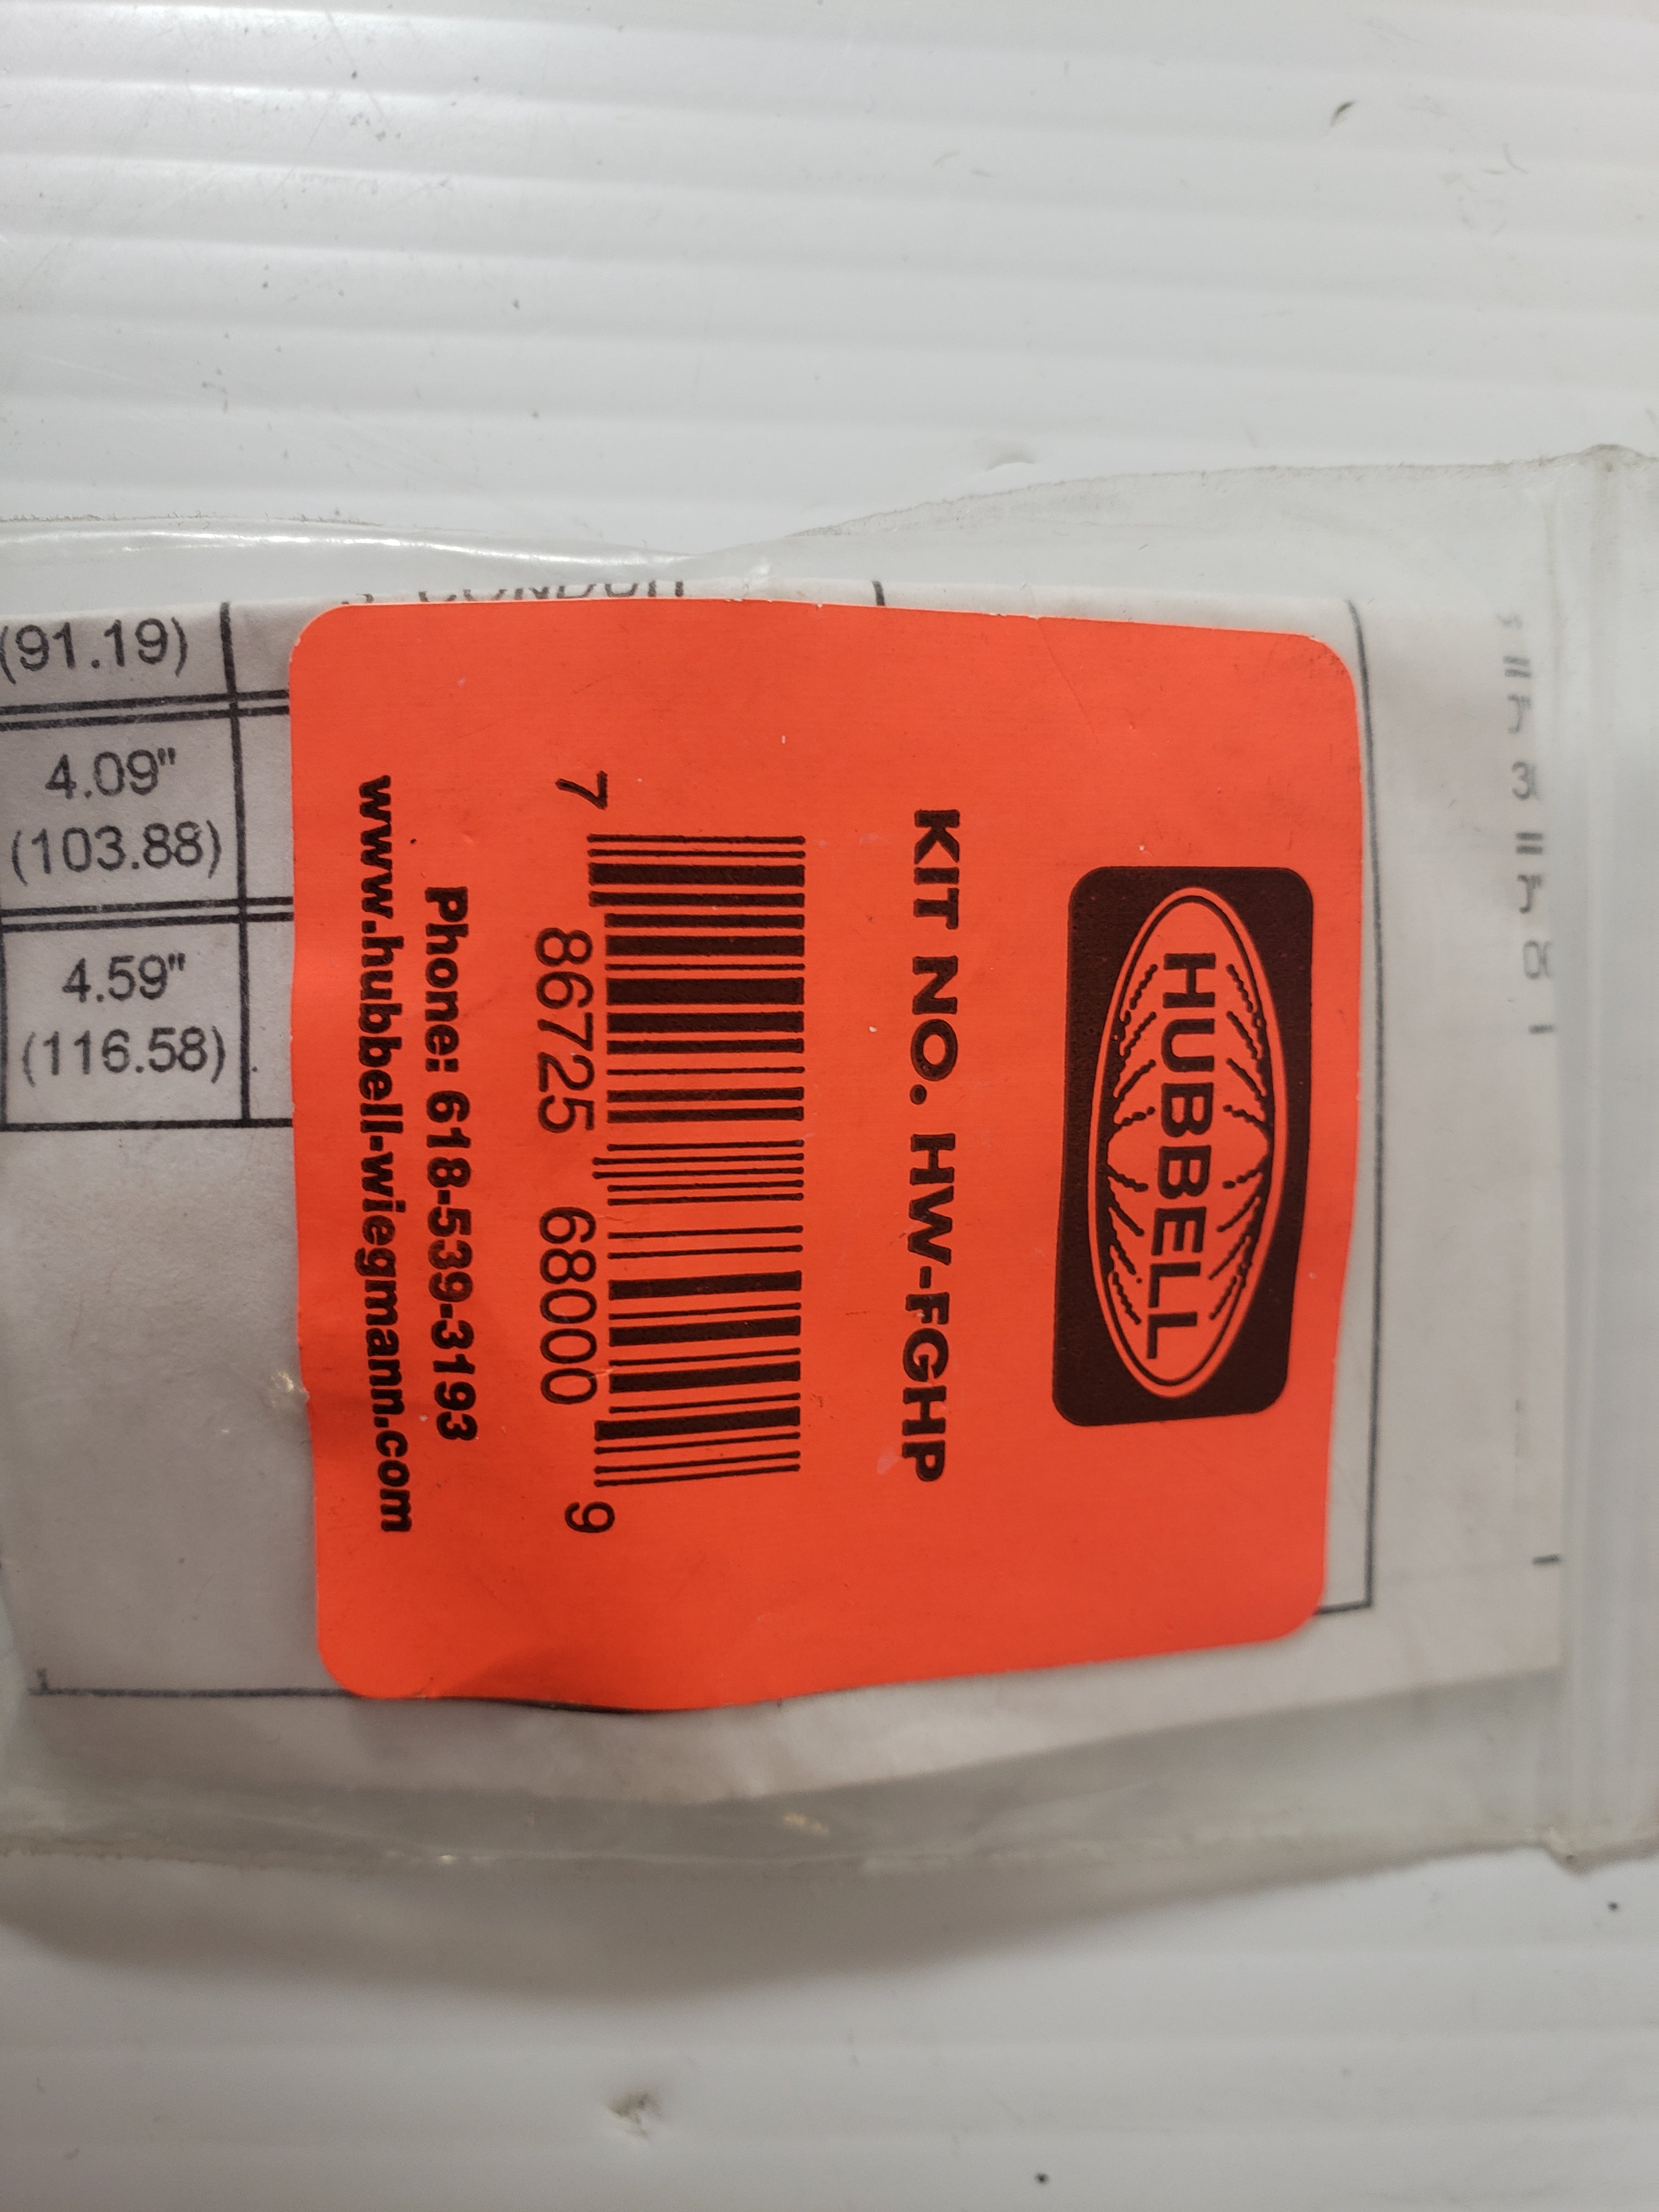 HUBBELL
KIT NO. HW-FGHP
7 86725 68000 9
Phone: 618-539-3193
www.hubbell-wiegmann.com
CONDUIT
(91.19)
4.09"
(103.88)
4.59"
(116.58)